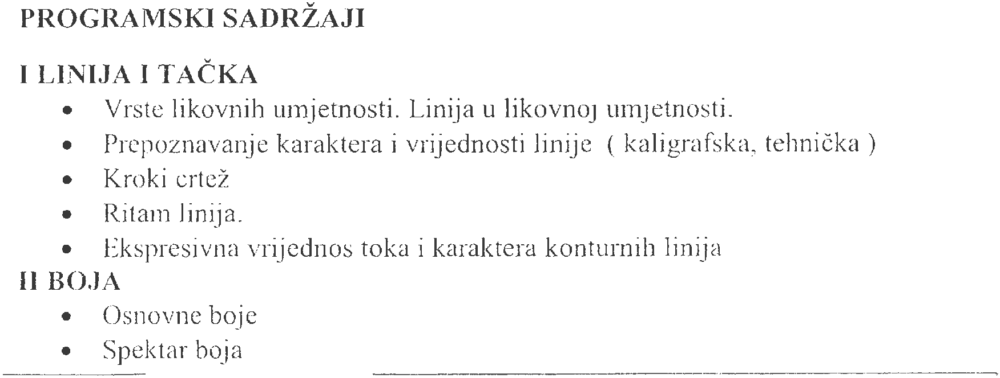 PROGRAMSKI SADRŽAJI
I LINIJA I TAČKA
• Vrste likovnih umjetnosti. Linija u likovnoj umjetnosti.
• Prepoznavanje karaktera i vrijednosti linije ( kaligrafska, tehnička )
• Kroki crtež
• Ritam linija.
• Ekspresivna vrijednos toka i karaktera konturnih linija
II BOJA
• Osnovne boje
• Spektar boja